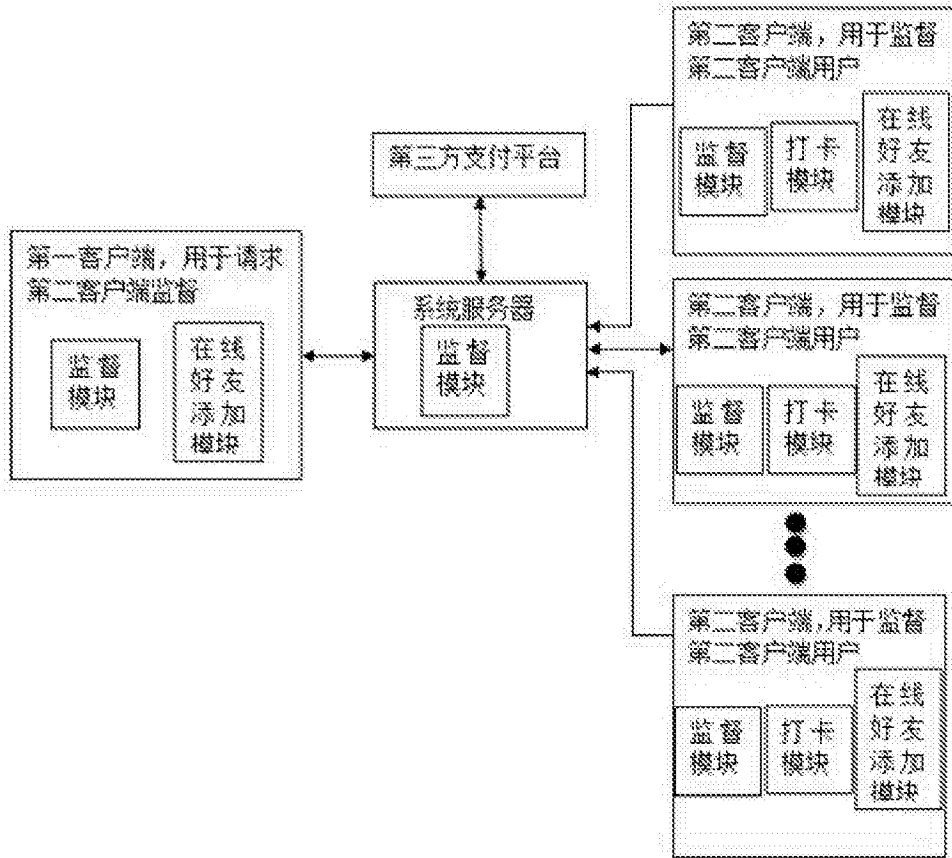 第三方支付平台
第一客户端，用于请求
第二客户端监督
监督
模块
在线
好友
添加
模块
系统服务器
监督
模块
第二客户端，用于监督
第二客户端用户
监督
模块
打卡
模块
在线
好友
添加
模块
第二客户端，用于监督
第二客户端用户
监督
模块
打卡
模块
在线
好友
添加
模块
第二客户端，用于监督
第二客户端用户
监督
模块
打卡
模块
在线
好友
添加
模块